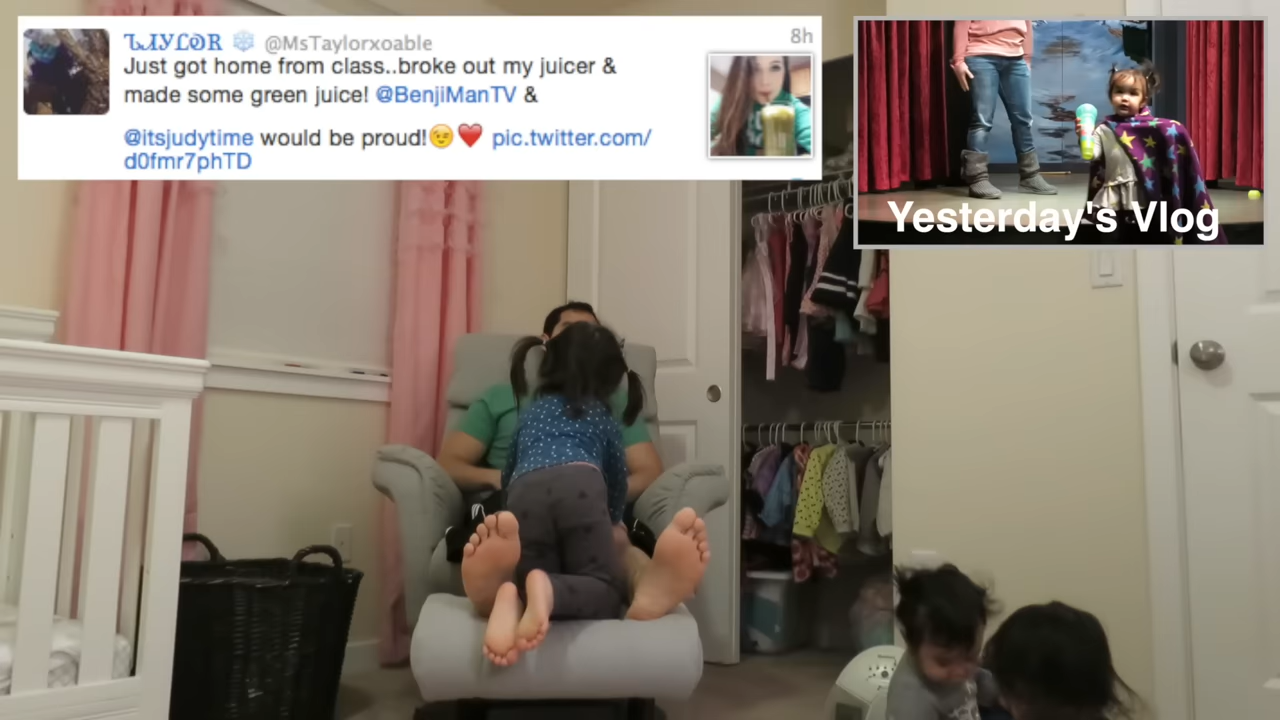 TAYLOR ❄ @MsTaylorxoable 8h
Just got home from class..broke out my juicer &
made some green juice! @BenjiManTV &
@itsjudytime would be proud!😉❤ pic.twitter.com/
d0fmr7phTD
Yesterday's Vlog